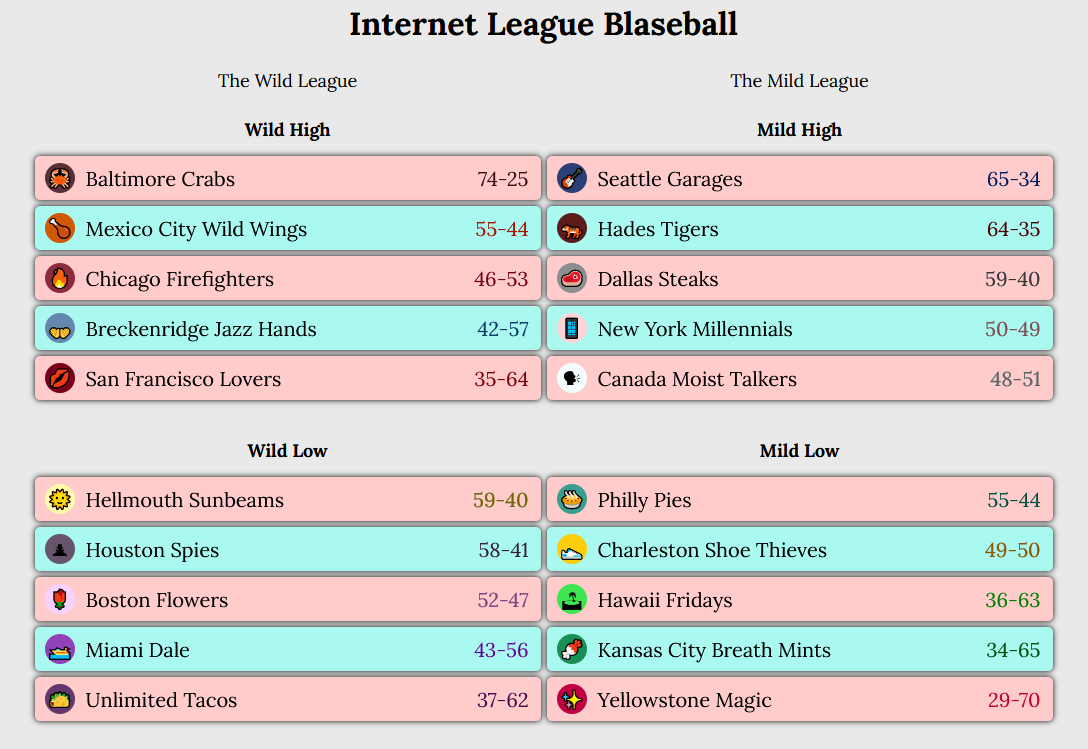 Internet League Blaseball
The Wild League
Wild High
Baltimore Crabs 74-25
Mexico City Wild Wings 55-44
Chicago Firefighters 46-53
Breckenridge Jazz Hands 42-57
San Francisco Lovers 35-64
Wild Low
Hellmouth Sunbeams 59-40
Houston Spies 58-41
Boston Flowers 52-47
Miami Dale 43-56
Unlimited Tacos 37-62
The Mild League
Mild High
Seattle Garages 65-34
Hades Tigers 64-35
Dallas Steaks 59-40
New York Millennials 50-49
Canada Moist Talkers 48-51
Mild Low
Philly Pies 55-44
Charleston Shoe Thieves 49-50
Hawaii Fridays 36-63
Kansas City Breath Mints 34-65
Yellowstone Magic 29-70